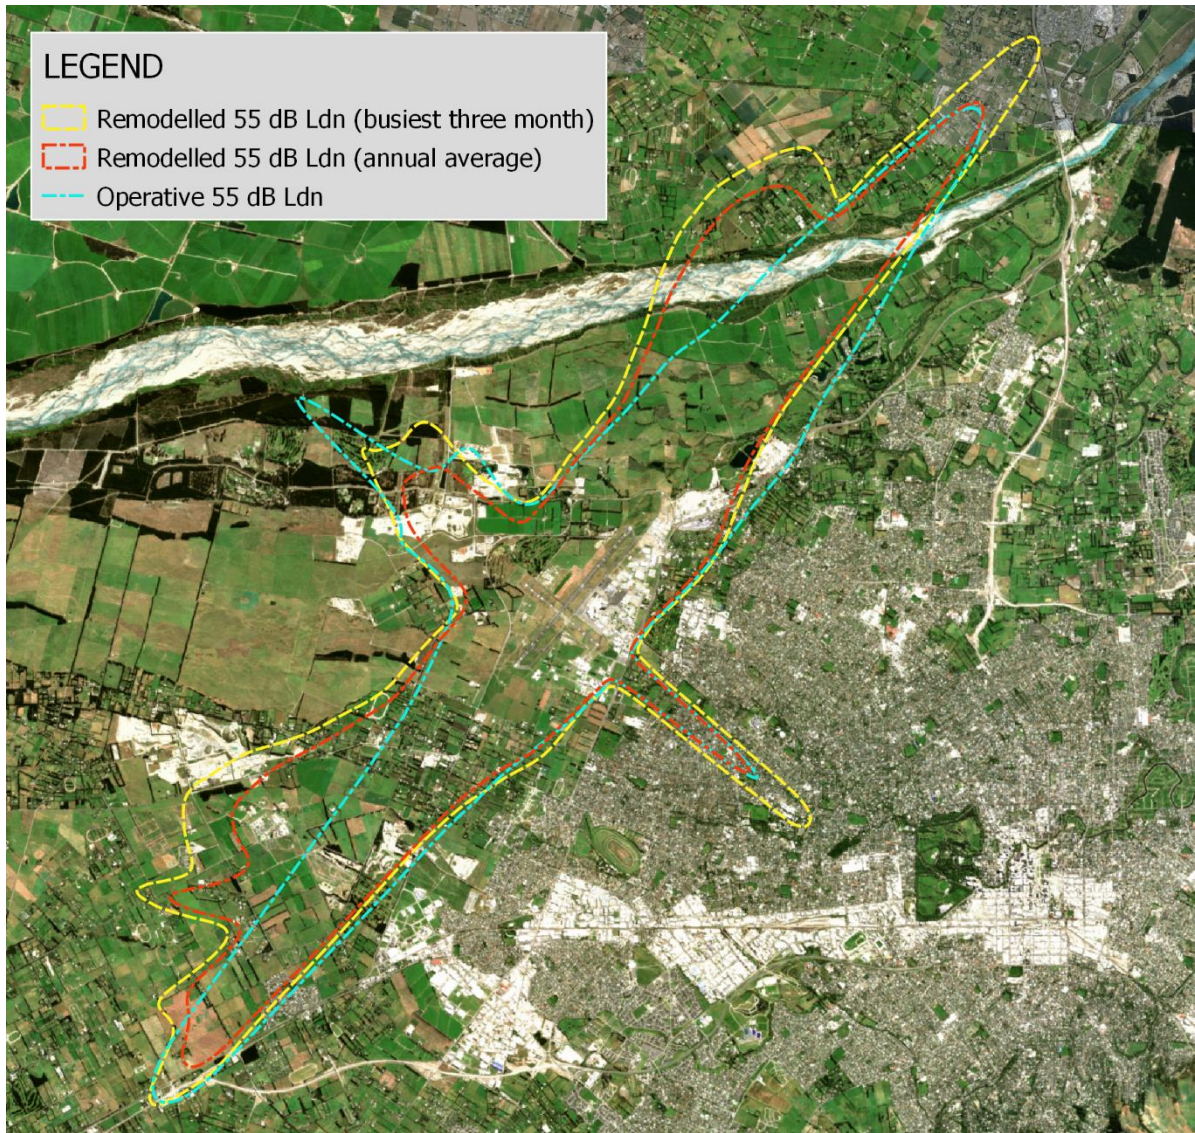 LEGEND
Remodelled 55 dB Ldn (busiest three month)
Remodelled 55 dB Ldn (annual average)
Operative 55 dB Ldn